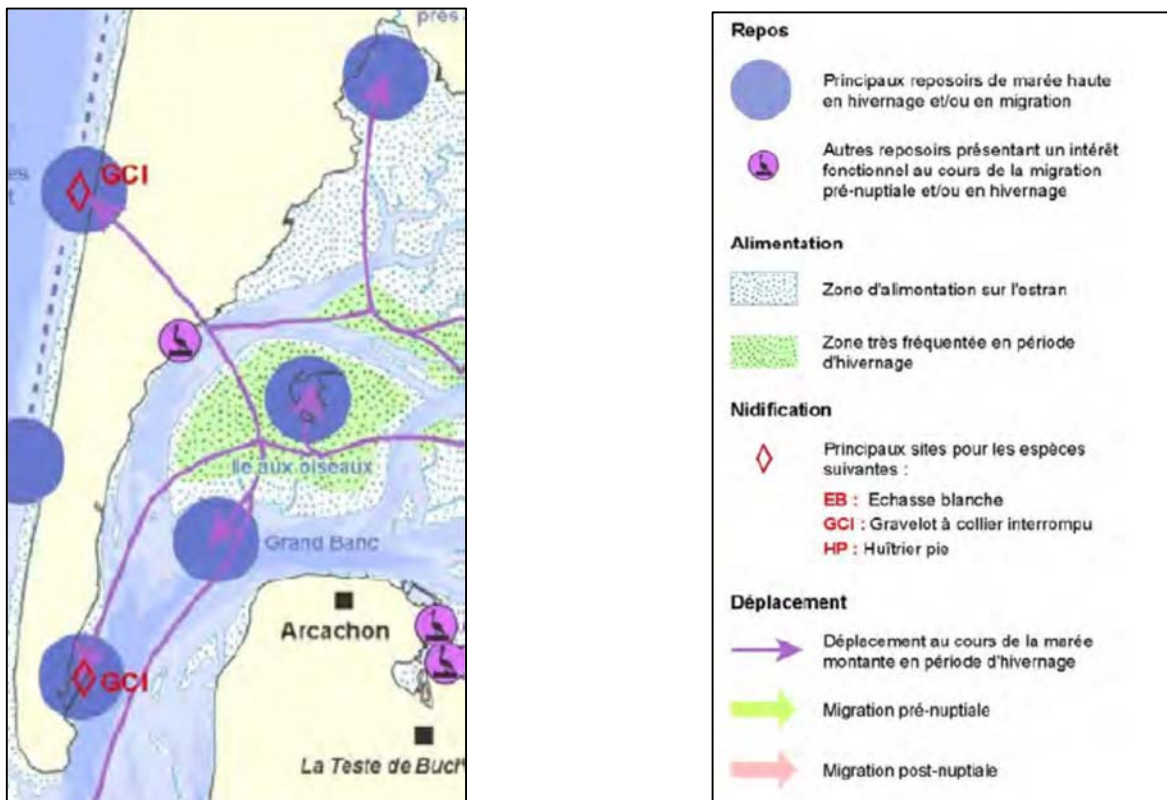 près
GCI
es
t
Ile aux oiseaux
Grand Banc
Arcachon
GCI
La Teste de Buch
Repos
Principaux reposoirs de marée haute
en hivernage et/ou en migration
Autres reposoirs présentant un intérêt
fonctionnel au cours de la migration
pré-nuptiale et/ou en hivernage
Alimentation
Zone d'alimentation sur l'estran
Zone très fréquentée en période
d'hivernage
Nidification
Principaux sites pour les espèces
suivantes :
EB : Echasse blanche
GCI : Gravelot à collier interrompu
HP : Huîtrier pie
Déplacement
Déplacement au cours de la marée
montante en période d'hivernage
Migration pré-nuptiale
Migration post-nuptiale